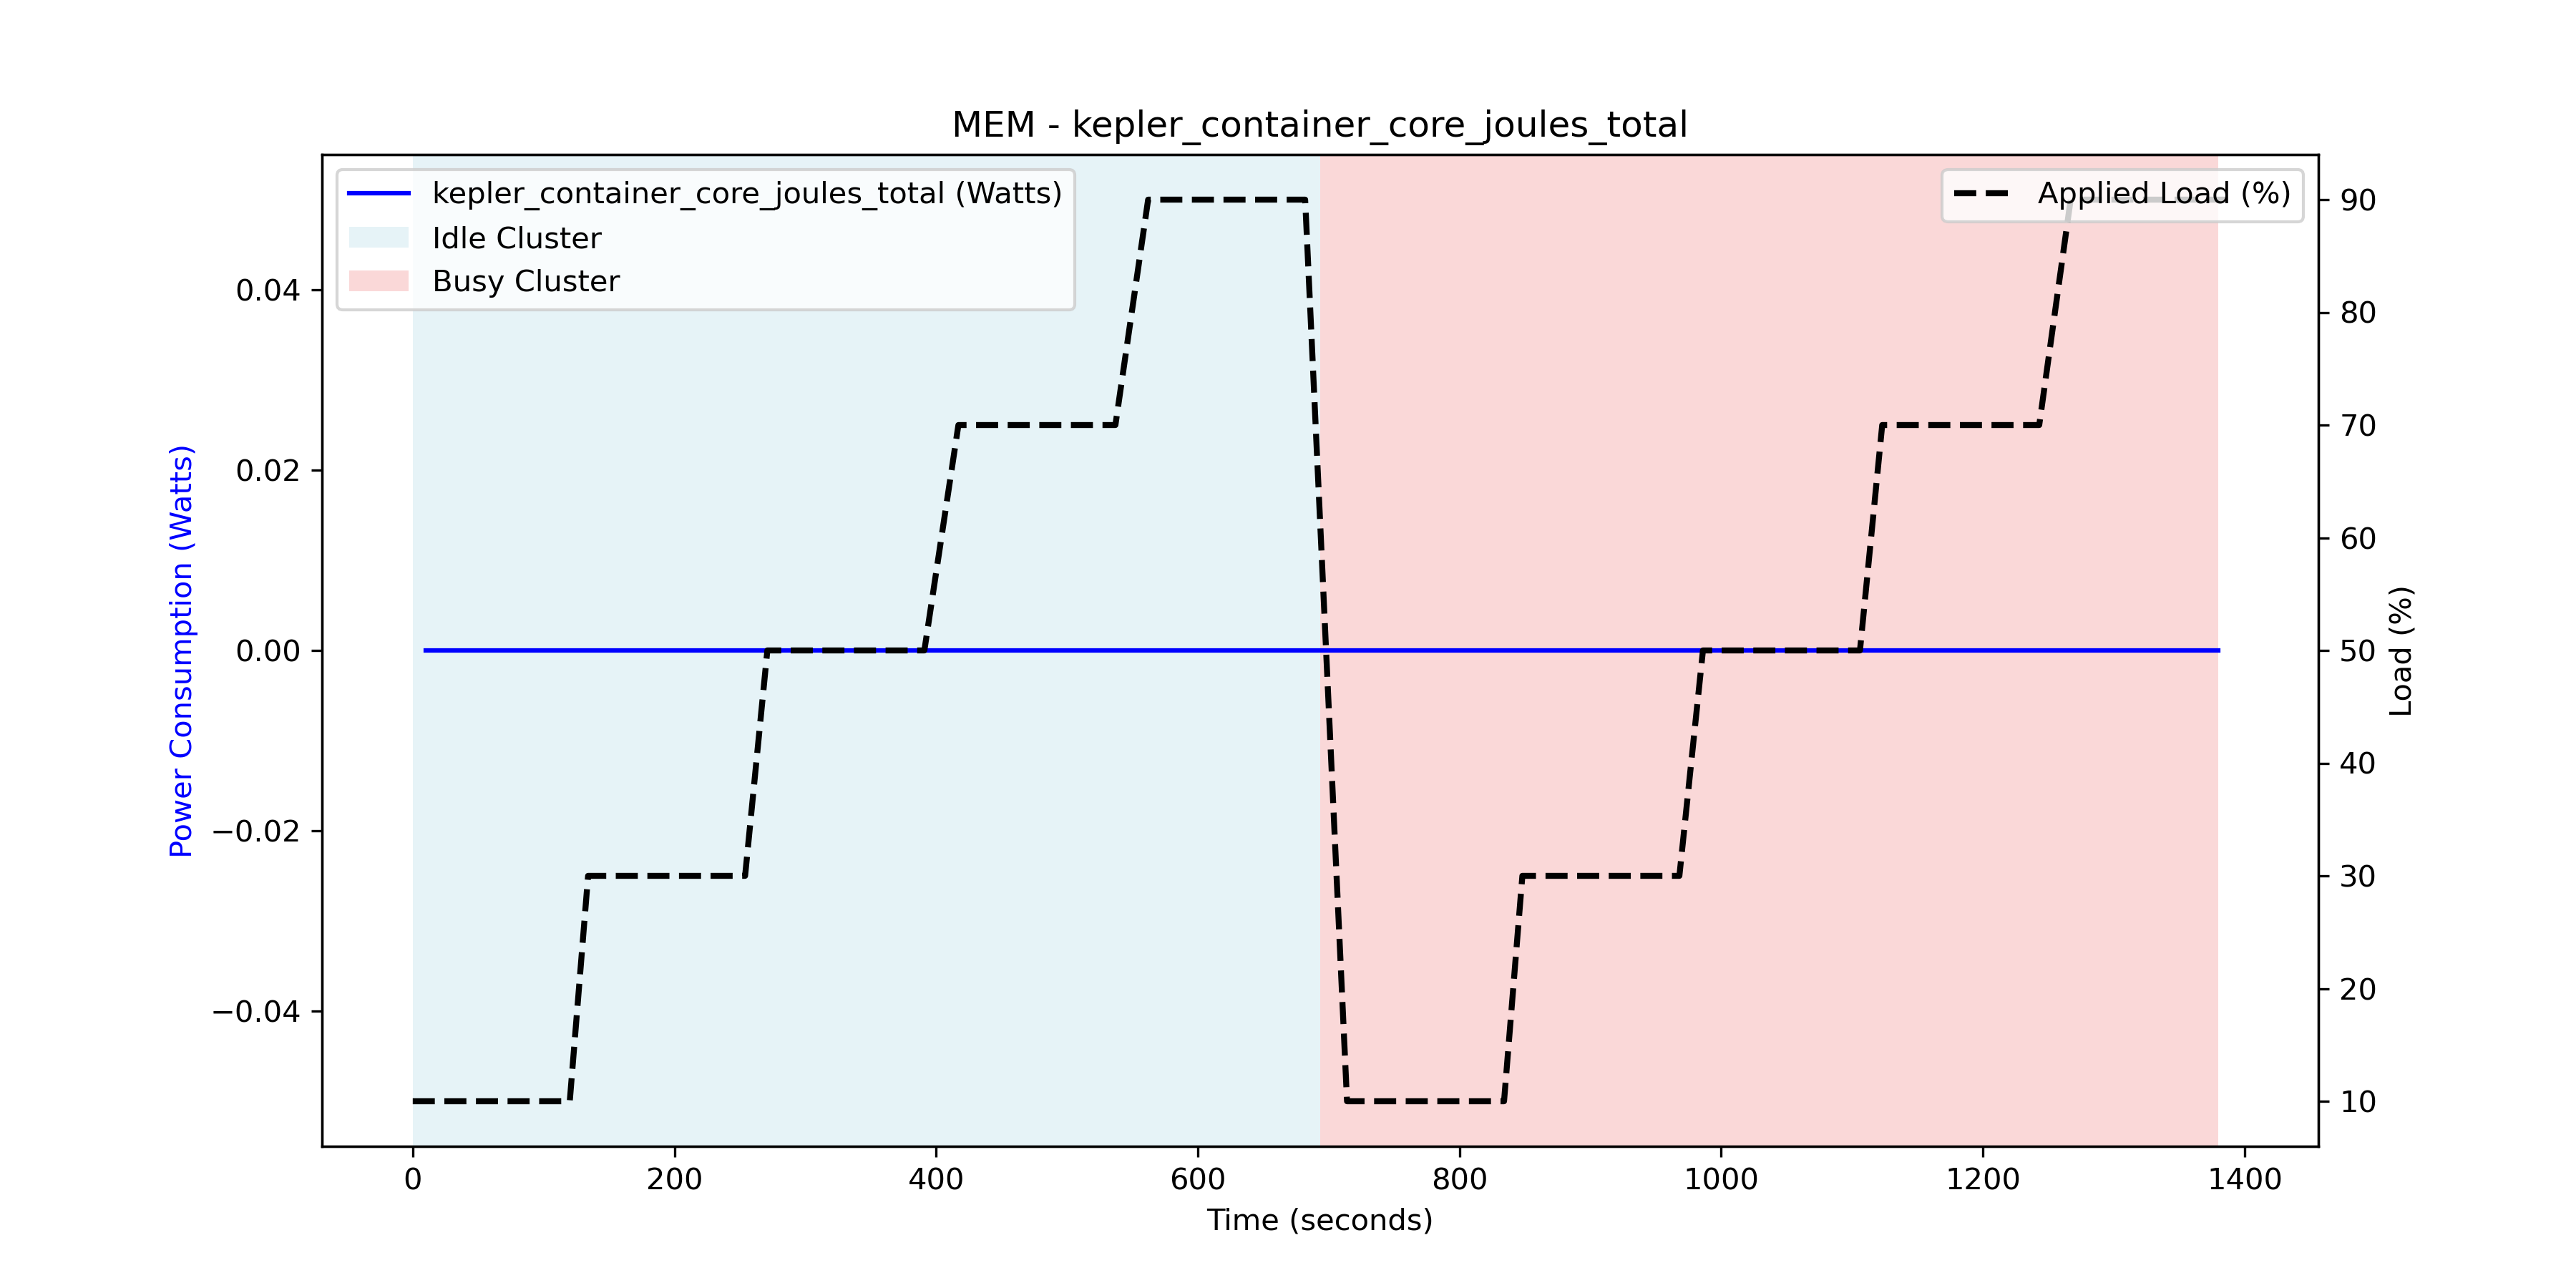 MEM - kepler_container_core_joules_total
kepler_container_core_joules_total (Watts)
Idle Cluster
Busy Cluster
Applied Load (%)
Power Consumption (Watts)
0.04
0.02
0.00
−0.02
−0.04
90
80
70
60
50
40
30
20
10
Load (%)
0 200 400 600 800 1000 1200 1400
Time (seconds)